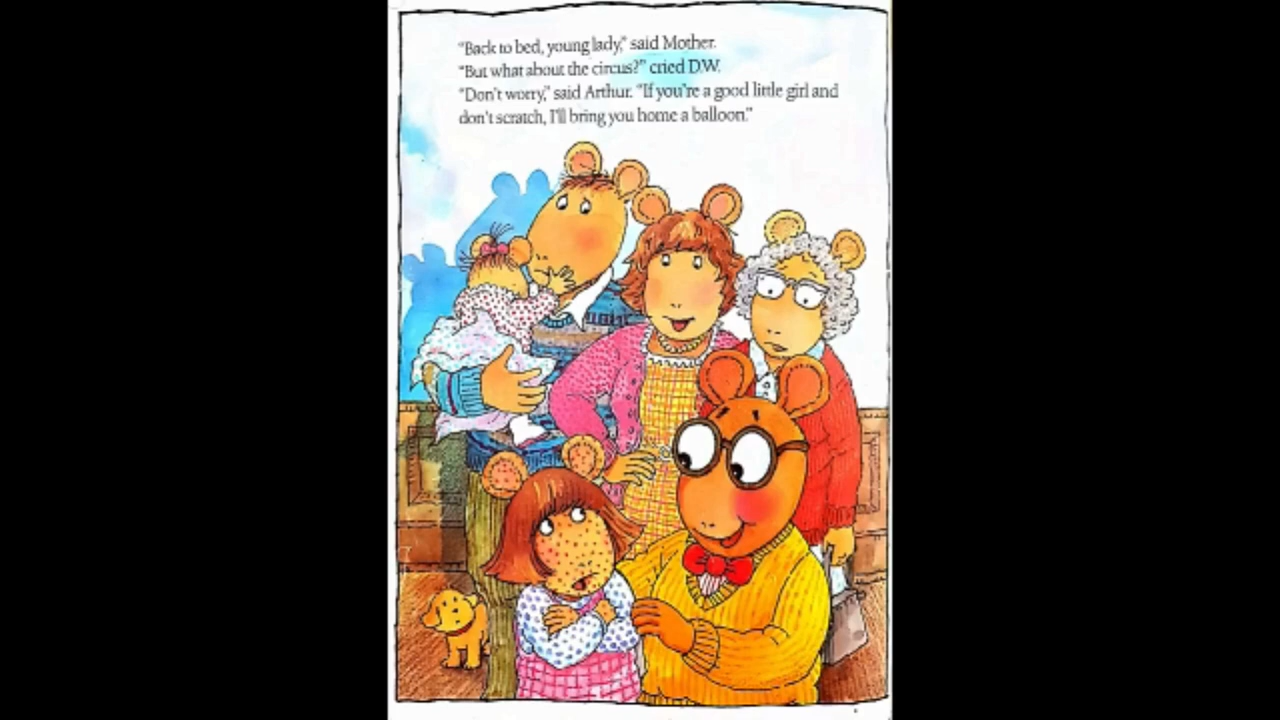 "Back to bed, young lady," said Mother.
"But what about the circus?" cried D.W.
"Don't worry," said Arthur. "If you're a good little girl and
don't scratch, I'll bring you home a balloon."